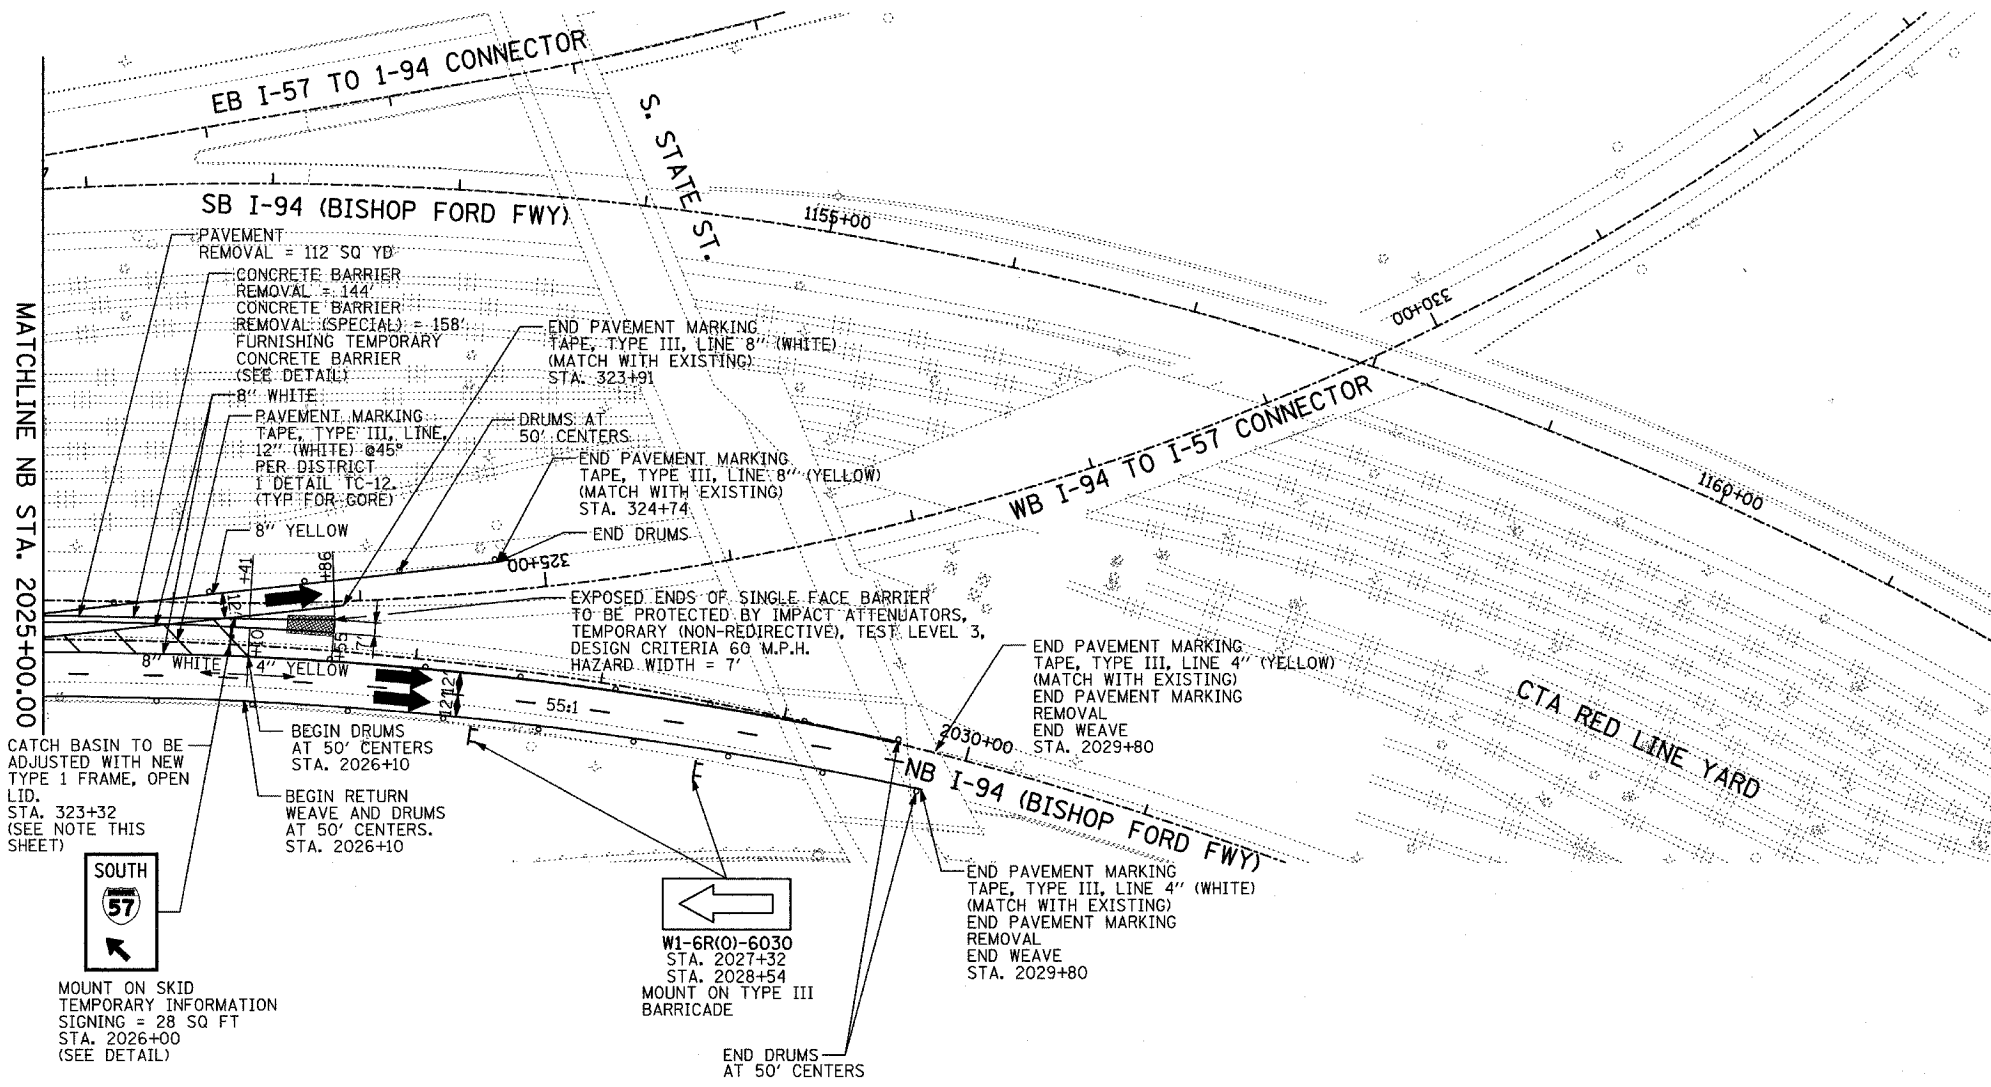 EB I-57 TO 1-94 CONNECTOR
S. STATE ST.
SB I-94 (BISHOP FORD FWY)
1155+00
PAVEMENT
REMOVAL = 112 SQ YD
CONCRETE BARRIER
REMOVAL = 144'
CONCRETE BARRIER
REMOVAL (SPECIAL) = 158'
FURNISHING TEMPORARY
CONCRETE BARRIER
(SEE DETAIL)
8" WHITE
PAVEMENT MARKING
TAPE, TYPE III, LINE,
12" (WHITE) @45°
PER DISTRICT
1 DETAIL TC-12.
(TYP FOR GORE)
8" YELLOW
END PAVEMENT MARKING
TAPE, TYPE III, LINE 8" (WHITE)
(MATCH WITH EXISTING)
STA. 323+91
DRUMS AT
50' CENTERS
END PAVEMENT MARKING
TAPE, TYPE III, LINE 8" (YELLOW)
(MATCH WITH EXISTING)
STA. 324+74
END DRUMS
325+00
330+00
WB I-94 TO I-57 CONNECTOR
1160+00
MATCHLINE NB STA. 2025+00.00
+41
+86
12'
+10
+55
7'
EXPOSED ENDS OF SINGLE FACE BARRIER
TO BE PROTECTED BY IMPACT ATTENUATORS,
TEMPORARY (NON-REDIRECTIVE), TEST LEVEL 3,
DESIGN CRITERIA 60 M.P.H.
HAZARD WIDTH = 7'
8" WHITE
4" YELLOW
12'
12'
55:1
END PAVEMENT MARKING
TAPE, TYPE III, LINE 4" (YELLOW)
(MATCH WITH EXISTING)
END PAVEMENT MARKING
REMOVAL
END WEAVE
STA. 2029+80
CTA RED LINE YARD
2030+00
NB I-94 (BISHOP FORD FWY)
CATCH BASIN TO BE
ADJUSTED WITH NEW
TYPE 1 FRAME, OPEN
LID.
STA. 323+32
(SEE NOTE THIS
SHEET)
BEGIN DRUMS
AT 50' CENTERS
STA. 2026+10
BEGIN RETURN
WEAVE AND DRUMS
AT 50' CENTERS.
STA. 2026+10
SOUTH
57
MOUNT ON SKID
TEMPORARY INFORMATION
SIGNING = 28 SQ FT
STA. 2026+00
(SEE DETAIL)
W1-6R(O)-6030
STA. 2027+32
STA. 2028+54
MOUNT ON TYPE III
BARRICADE
END PAVEMENT MARKING
TAPE, TYPE III, LINE 4" (WHITE)
(MATCH WITH EXISTING)
END PAVEMENT MARKING
REMOVAL
END WEAVE
STA. 2029+80
END DRUMS
AT 50' CENTERS